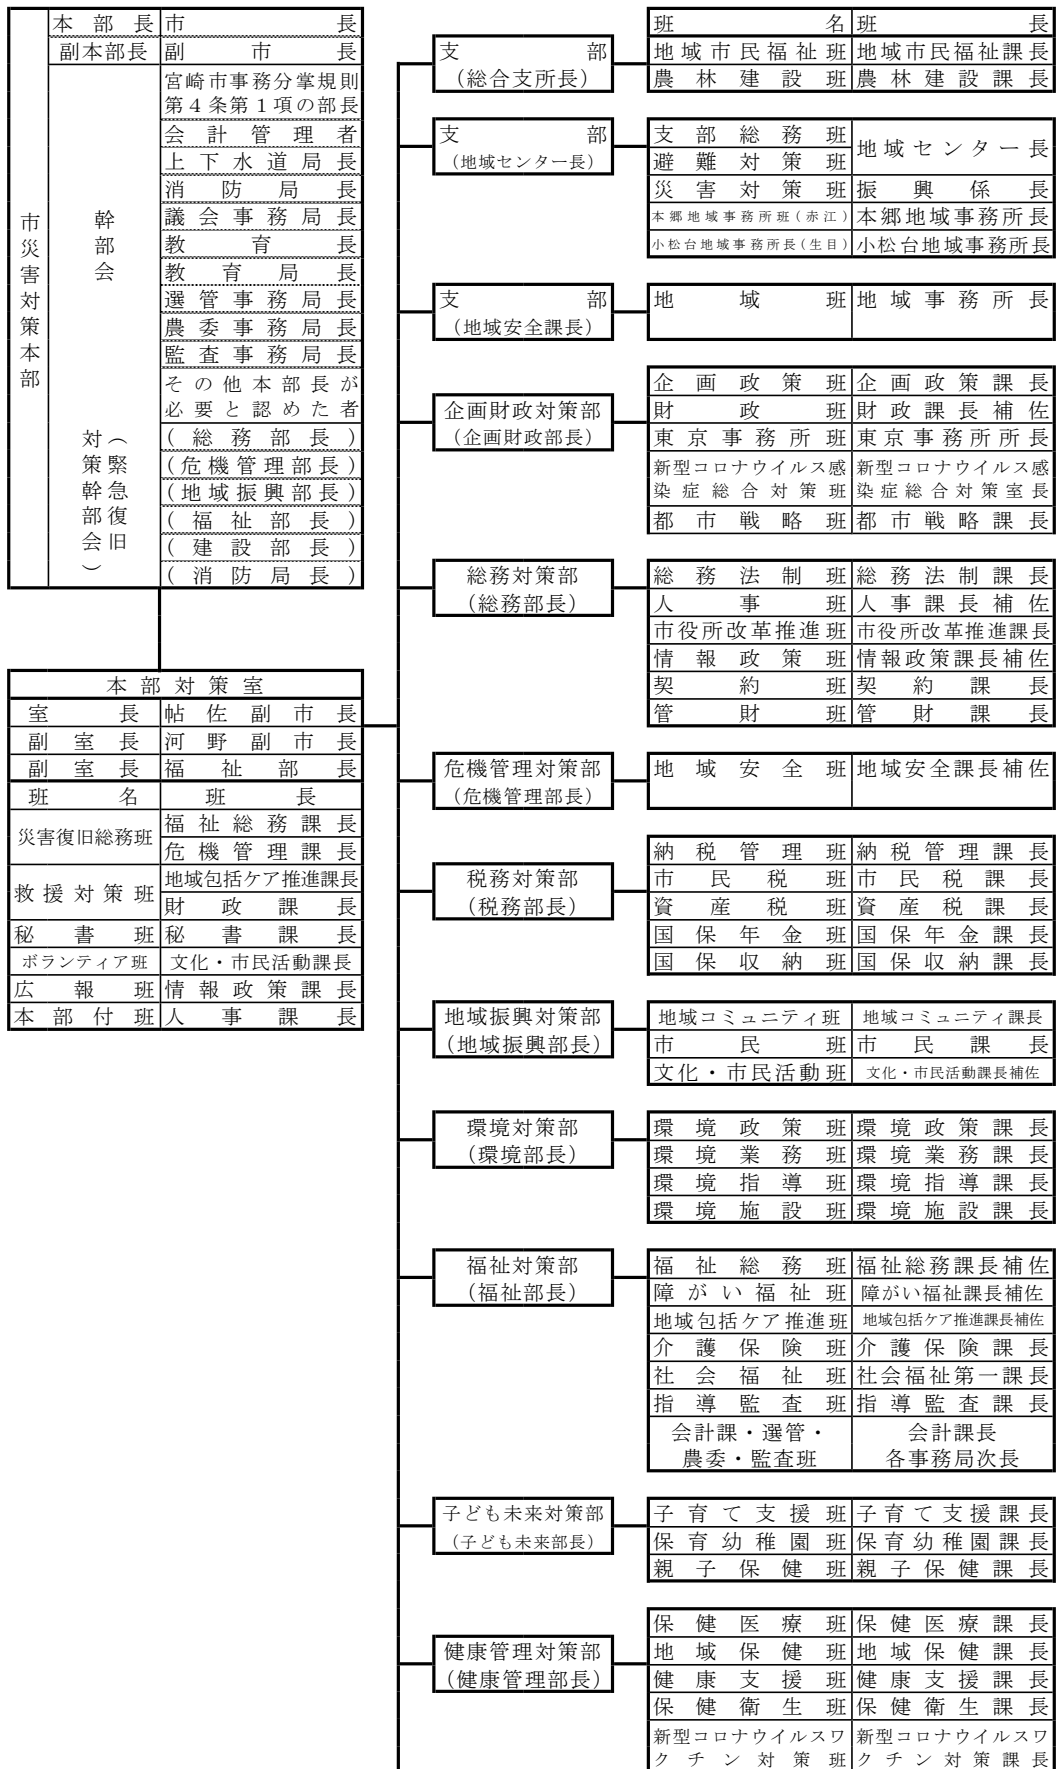 市災害対策本部
本部長 市長
副本部長 副市長
幹部会
宮崎市事務分掌規則
第４条第１項の部長
会計管理者
上下水道局長
消防局長
議会事務局長
教育長
教育局長
選管事務局長
農委事務局長
監査事務局長
その他本部長が
必要と認めた者
（緊急復旧
対策幹部会）
（総務部長）
（危機管理部長）
（地域振興部長）
（福祉部長）
（建設部長）
（消防局長）
本部対策室
室長 帖佐副市長
副室長 河野副市長
副室長 福祉部長
班名 班長
災害復旧総務班 福祉総務課長
危機管理課長
救援対策班 地域包括ケア推進課長
財政課長
秘書班 秘書課長
ボランティア班 文化・市民活動課長
広報班 情報政策課長
本部付班 人事課長
班名 班長
支部
（総合支所長）
地域市民福祉班 地域市民福祉課長
農林建設班 農林建設課長
支部
（地域センター長）
支部総務班 地域センター長
避難対策班
災害対策班 振興係長
本郷地域事務所班（赤江） 本郷地域事務所長
小松台地域事務所長（生目） 小松台地域事務所長
支部
（地域安全課長）
地域班 地域事務所長
企画財政対策部
（企画財政部長）
企画政策班 企画政策課長
財政班 財政課長補佐
東京事務所班 東京事務所所長
新型コロナウイルス感 新型コロナウイルス感
染症総合対策班 染症総合対策室長
都市戦略班 都市戦略課長
総務対策部
（総務部長）
総務法制班 総務法制課長
人事班 人事課長補佐
市役所改革推進班 市役所改革推進課長
情報政策班 情報政策課長補佐
契約班 契約課長
管財班 管財課長
危機管理対策部
（危機管理部長）
地域安全班 地域安全課長補佐
税務対策部
（税務部長）
納税管理班 納税管理課長
市民税班 市民税課長
資産税班 資産税課長
国保年金班 国保年金課長
国保収納班 国保収納課長
地域振興対策部
（地域振興部長）
地域コミュニティ班 地域コミュニティ課長
市民班 市民課長
文化・市民活動班 文化・市民活動課長補佐
環境対策部
（環境部長）
環境政策班 環境政策課長
環境業務班 環境業務課長
環境指導班 環境指導課長
環境施設班 環境施設課長
福祉対策部
（福祉部長）
福祉総務班 福祉総務課長補佐
障がい福祉班 障がい福祉課長補佐
地域包括ケア推進班 地域包括ケア推進課長補佐
介護保険班 介護保険課長
社会福祉班 社会福祉第一課長
指導監査班 指導監査課長
会計課・選管・ 会計課長
農委・監査班 各事務局次長
子ども未来対策部
（子ども未来部長）
子育て支援班 子育て支援課長
保育幼稚園班 保育幼稚園課長
親子保健班 親子保健課長
健康管理対策部
（健康管理部長）
保健医療班 保健医療課長
地域保健班 地域保健課長
健康支援班 健康支援課長
保健衛生班 保健衛生課長
新型コロナウイルスワ 新型コロナウイルスワ
クチン対策班 クチン対策課長